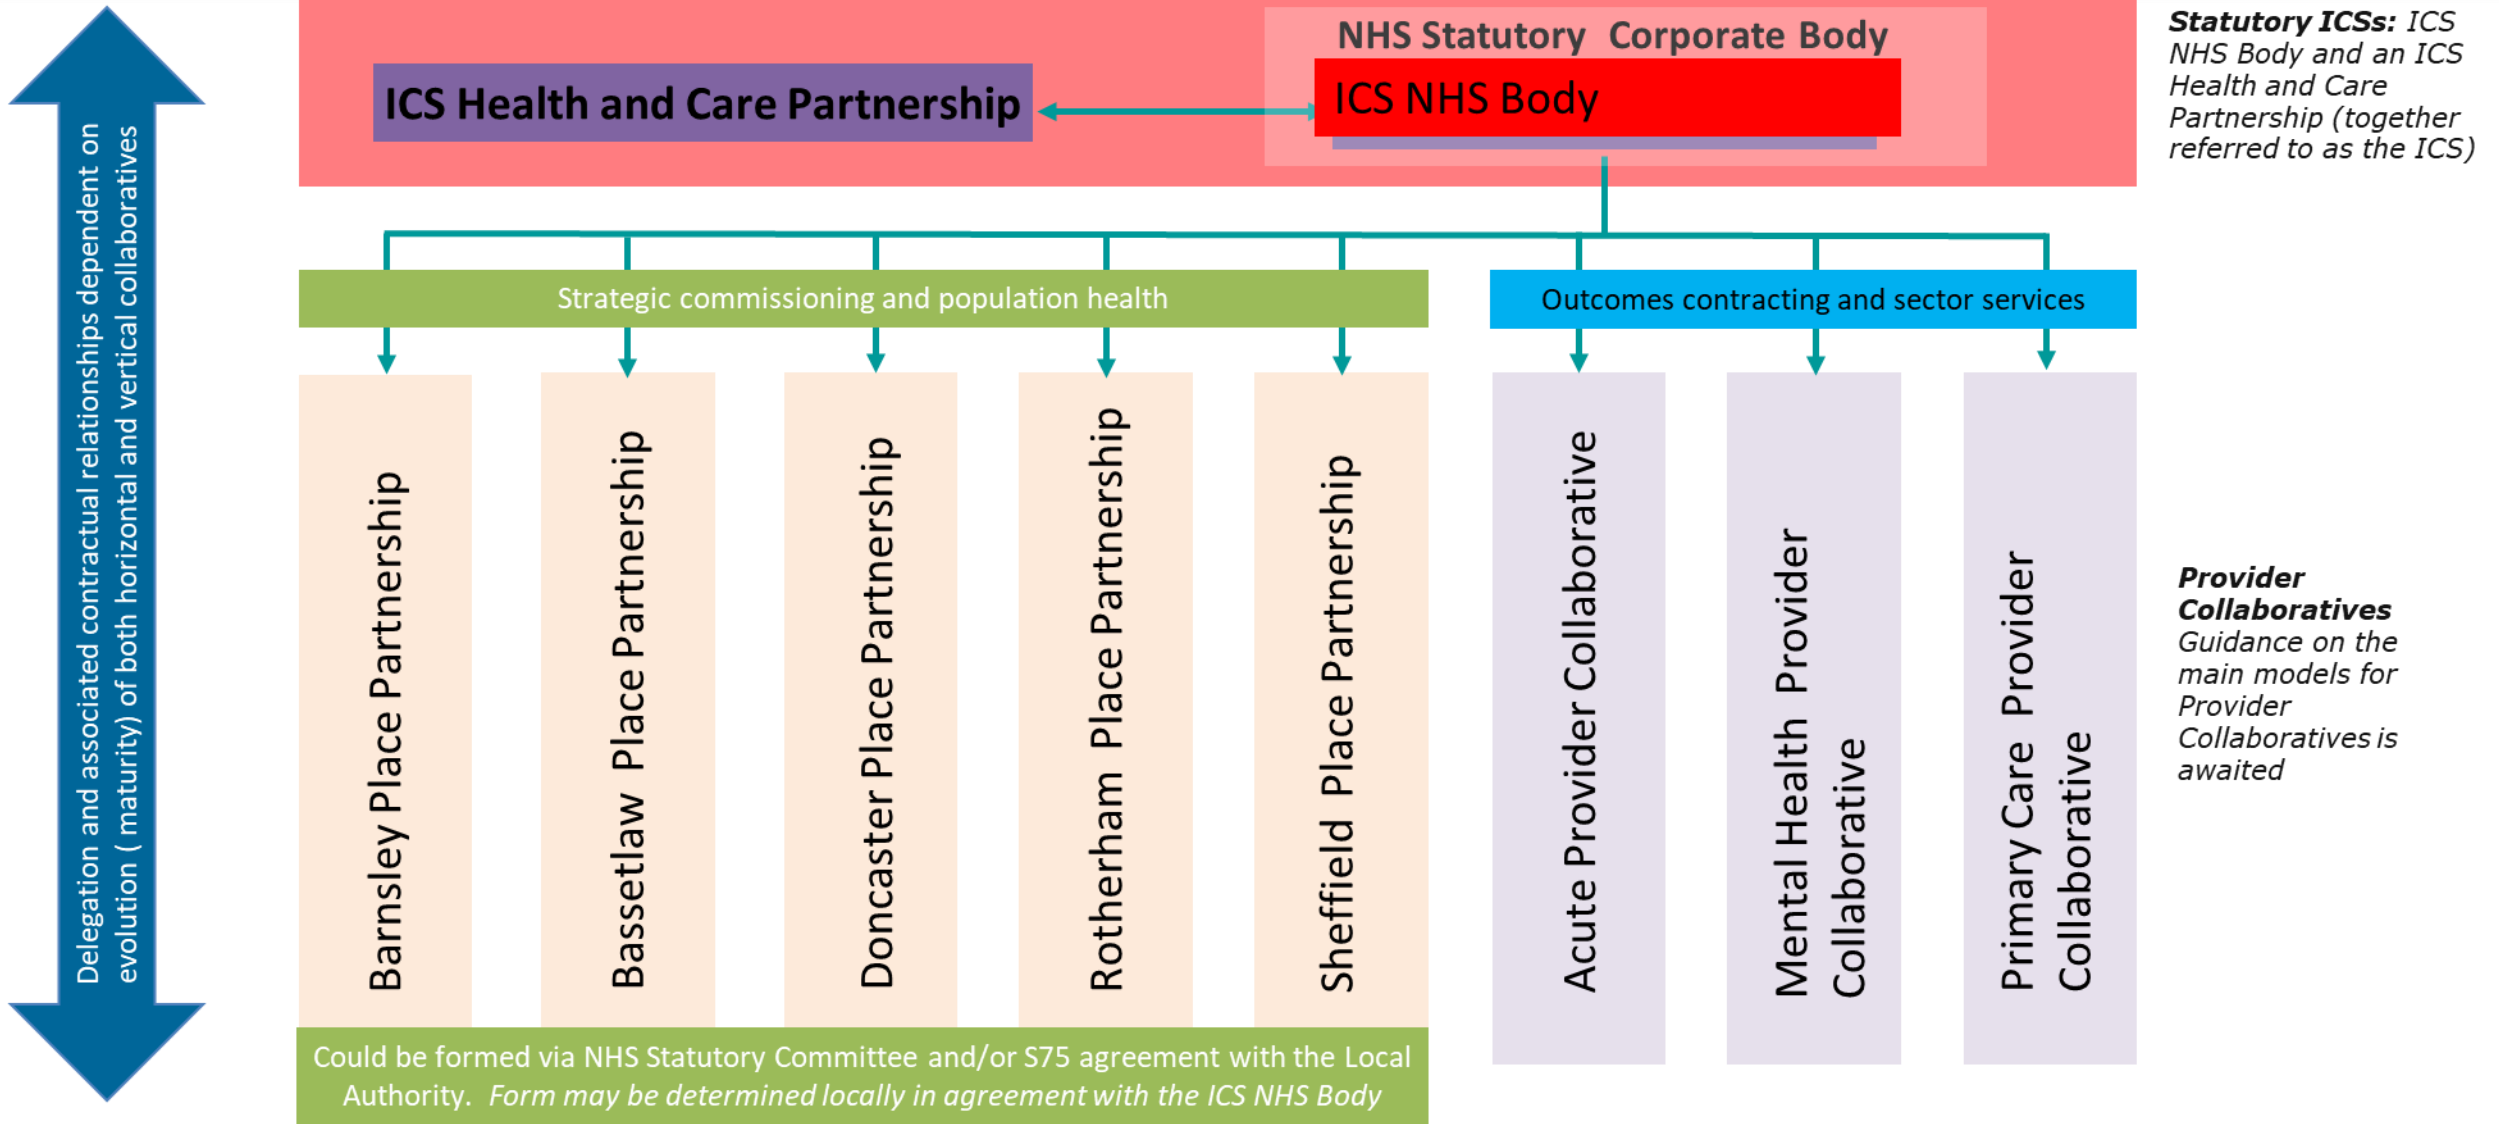 Delegation and associated contractual relationships dependent on
evolution ( maturity) of both horizontal and vertical collaboratives
NHS Statutory Corporate Body
ICS Health and Care Partnership
ICS NHS Body
Statutory ICSs: ICS
NHS Body and an ICS
Health and Care
Partnership (together
referred to as the ICS)
Strategic commissioning and population health
Outcomes contracting and sector services
Barnsley Place Partnership
Bassetlaw Place Partnership
Doncaster Place Partnership
Rotherham Place Partnership
Sheffield Place Partnership
Acute Provider Collaborative
Mental Health Provider
Collaborative
Primary Care Provider
Collaborative
Provider
Collaboratives
Guidance on the
main models for
Provider
Collaboratives is
awaited
Could be formed via NHS Statutory Committee and/or S75 agreement with the Local
Authority. Form may be determined locally in agreement with the ICS NHS Body